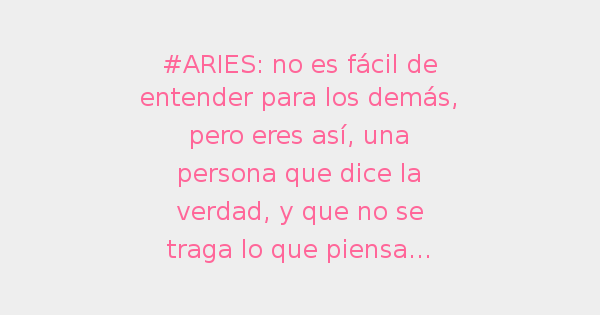 #ARIES: no es fácil de
entender para los demás,
pero eres así, una
persona que dice la
verdad, y que no se
traga lo que piensa...